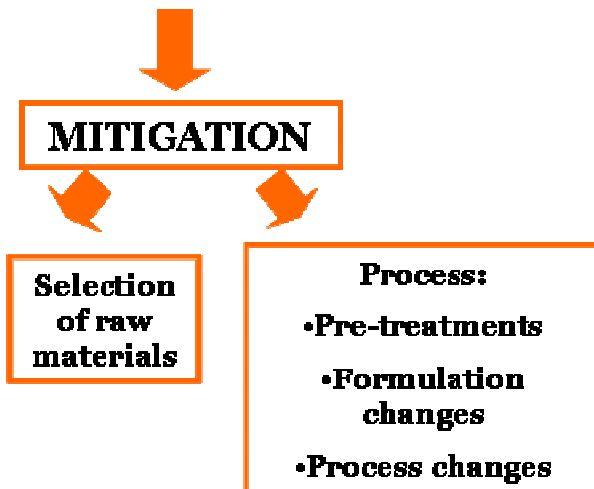 MITIGATION
Selection
of raw
materials
Process:
•Pre-treatments
•Formulation
changes
•Process changes